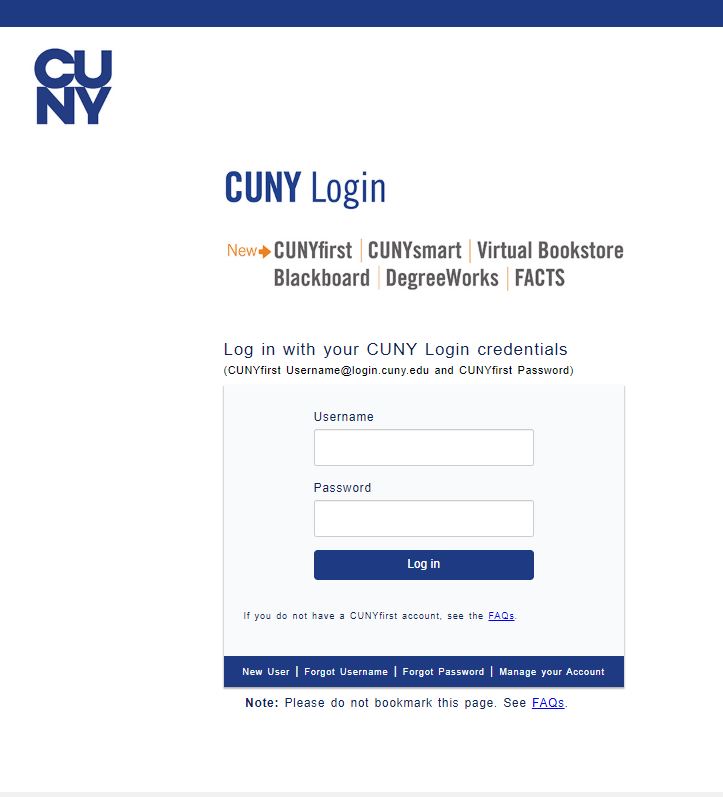 CU
NY
CUNY Login
New CUNYfirst | CUNYsmart | Virtual Bookstore
Blackboard | DegreeWorks | FACTS
Log in with your CUNY Login credentials
(CUNYfirst Username@login.cuny.edu and CUNYfirst Password)
Username
Password
Log in
If you do not have a CUNYfirst account, see the FAQs.
New User | Forgot Username | Forgot Password | Manage your Account
Note: Please do not bookmark this page. See FAQs.